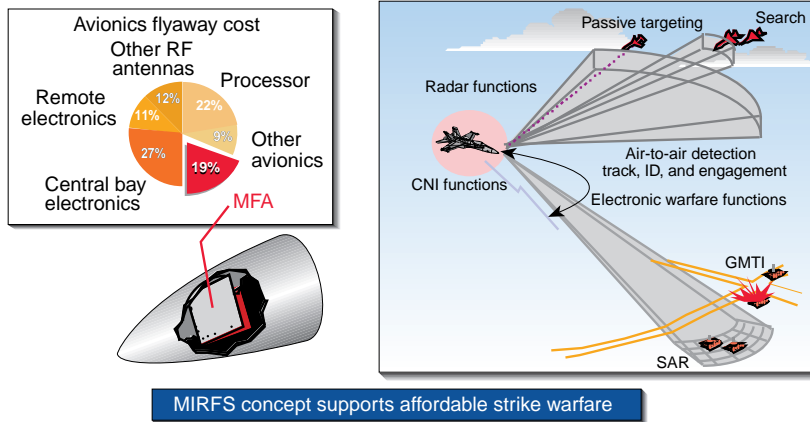 Avionics flyaway cost
Other RF
antennas
Processor
Remote
electronics
12%
22%
11%
9%
27%
19%
Other
avionics
Central bay
electronics
MFA
Passive targeting
Search
Radar functions
CNI functions
Air-to-air detection
track, ID, and engagement
Electronic warfare functions
GMTI
SAR
MIRFS concept supports affordable strike warfare